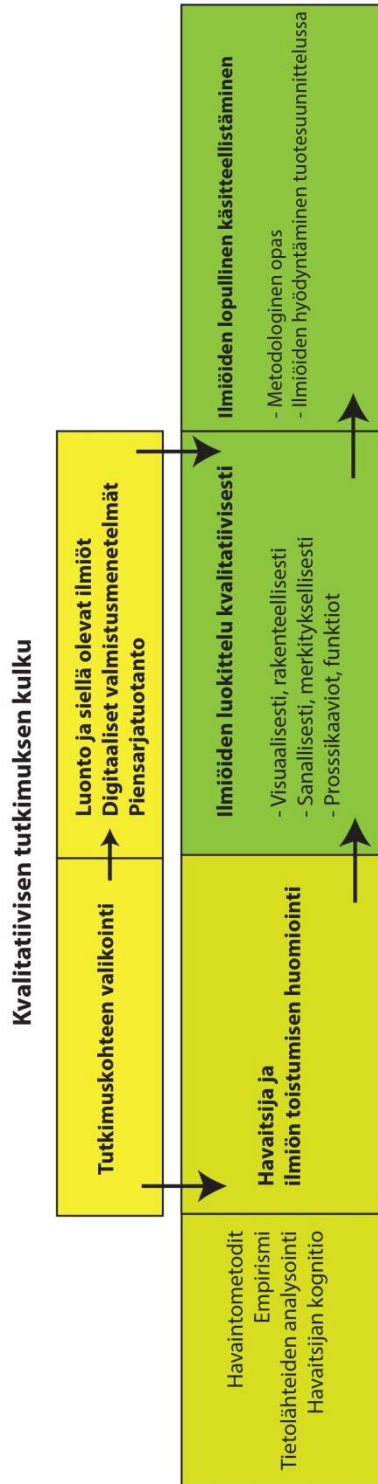 Kvalitatiivisen tutkimuksen kulku
Tutkimuskohteen valikointi
Luonto ja siellä olevat ilmiöt
Digitaaliset valmistusmenetelmät
Piensarjatuotanto
Havaintometodit
Empirismi
Tietolähteiden analysointi
Havaitsijan kognitio
Havaitsija ja
ilmiön toistumisen huomiointi
Ilmiöiden luokittelu kvalitatiivisesti
- Visuaalisesti, rakenteellisesti
- Sanallisesti, merkityksellisesti
- Prosssikaaviot, funktiot
Ilmiöiden lopullinen käsitteellistäminen
- Metodologinen opas
- Ilmiöiden hyödyntäminen tuotesuunnittelussa